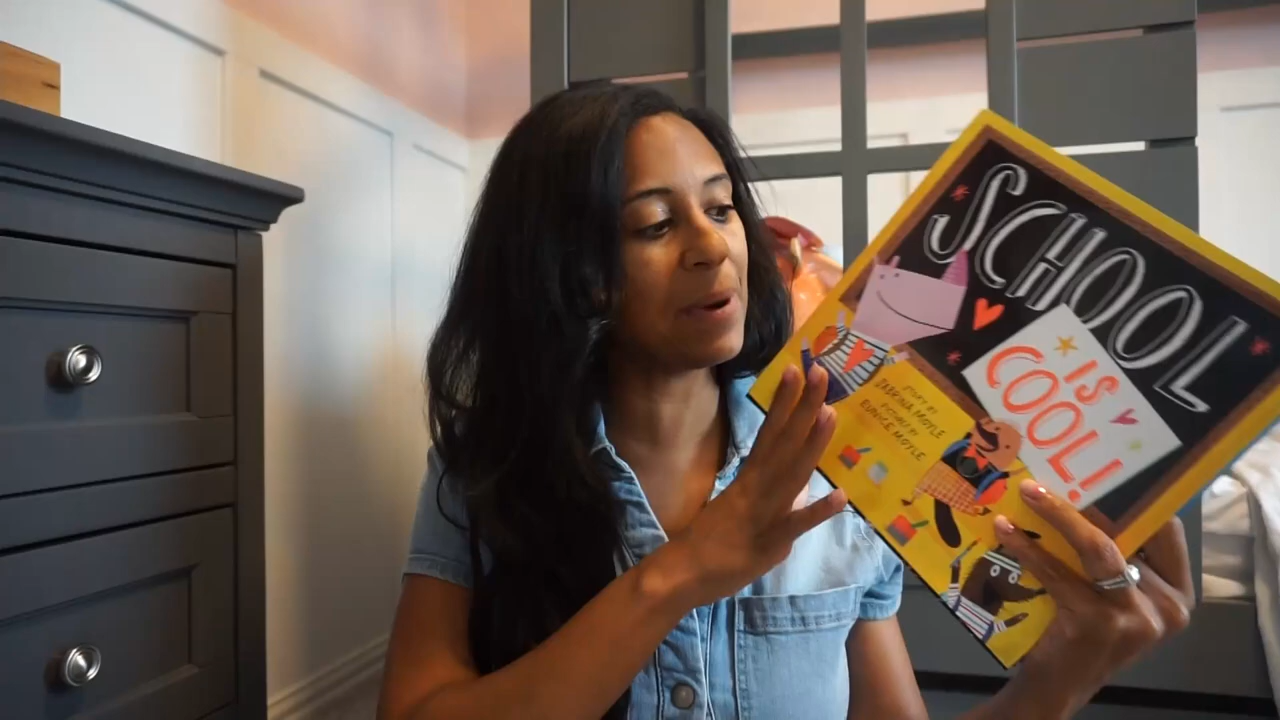 SCHOOL
IS
COOL!
STORY BY
SABRINA MOYLE
PICTURES BY
EUNICE MOYLE